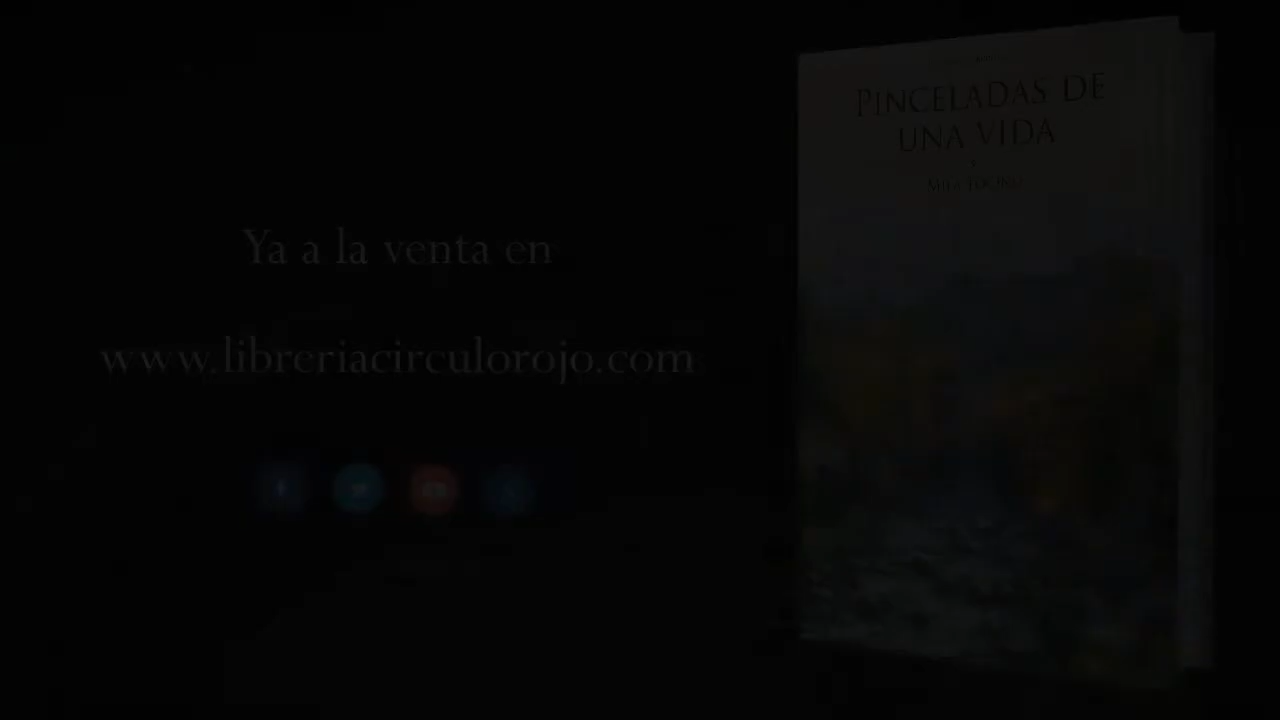 Ya a la venta en
www.libreriacirculorojo.com
PINCELADAS DE
UNA VIDA